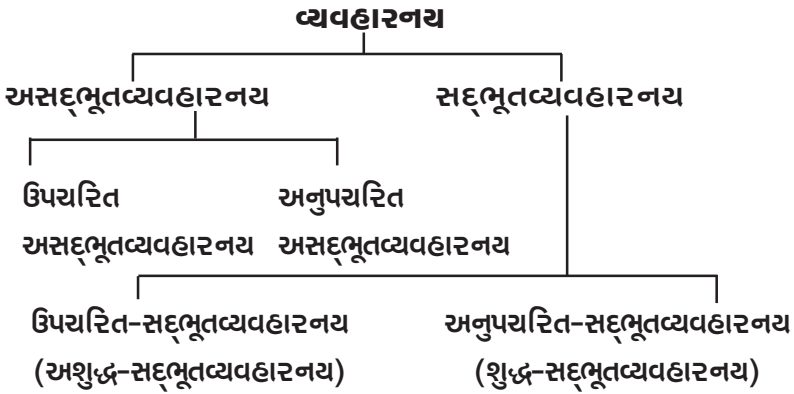 વ્યવહારનય
અસદ્ભૂતવ્યવહારનય સદ્ભૂતવ્યવહારનય
ઉપચરિત અનુપચરિત
અસદ્ભૂતવ્યવહારનય અસદ્ભૂતવ્યવહારનય
ઉપચરિત-સદ્ભૂતવ્યવહારનય અનુપચરિત-સદ્ભૂતવ્યવહારનય
(અશુદ્ધ-સદ્ભૂતવ્યવહારનય) (શુદ્ધ-સદ્ભૂતવ્યવહારનય)